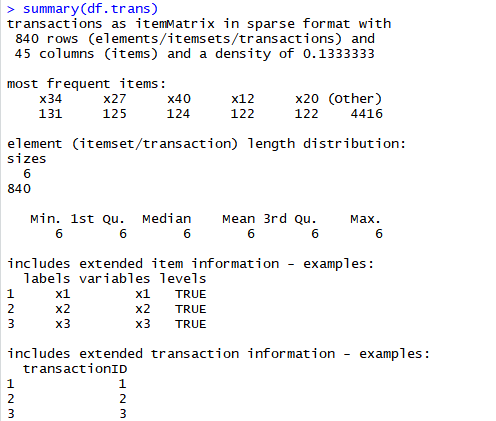 > summary(df.trans)
transactions as itemMatrix in sparse format with
 840 rows (elements/itemsets/transactions) and
 45 columns (items) and a density of 0.1333333

most frequent items:
    x34     x27     x40     x12     x20 (Other)
    131     125     124     122     122    4416

element (itemset/transaction) length distribution:
sizes
  6
840

   Min. 1st Qu.  Median    Mean 3rd Qu.    Max.
      6       6       6       6       6       6

includes extended item information - examples:
  labels variables levels
1     x1        x1   TRUE
2     x2        x2   TRUE
3     x3        x3   TRUE

includes extended transaction information - examples:
  transactionID
1             1
2             2
3             3